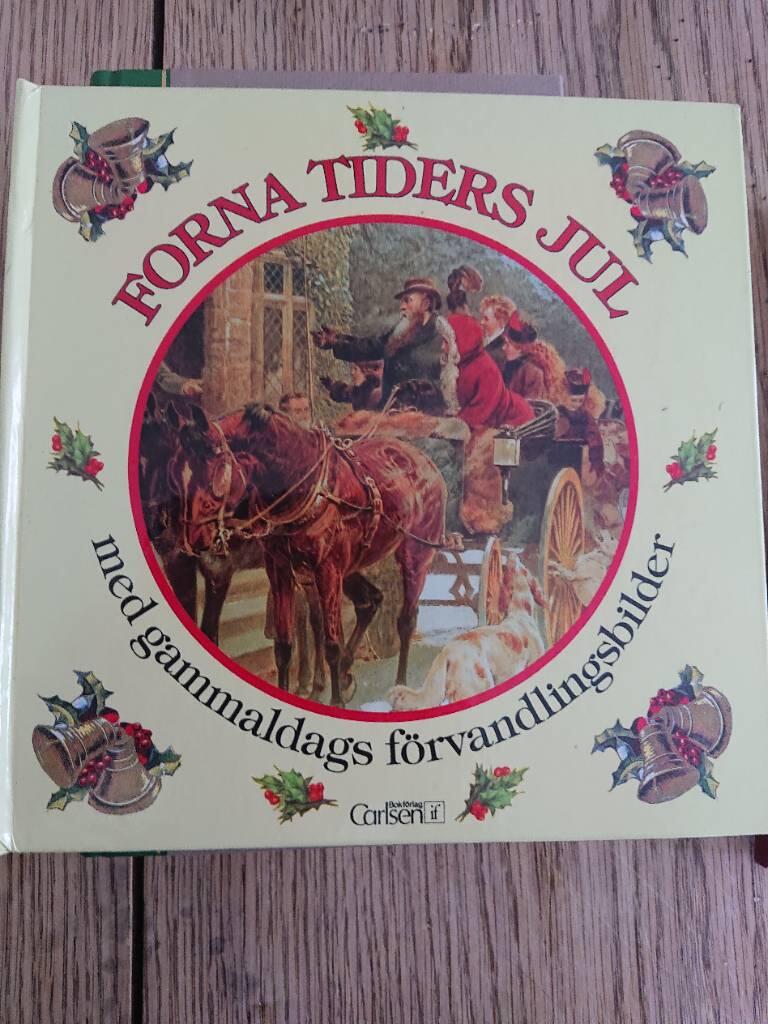 FORNA TIDERS JUL
med gammaldags förvandlingsbilder
Bokförlag
Carlsen if